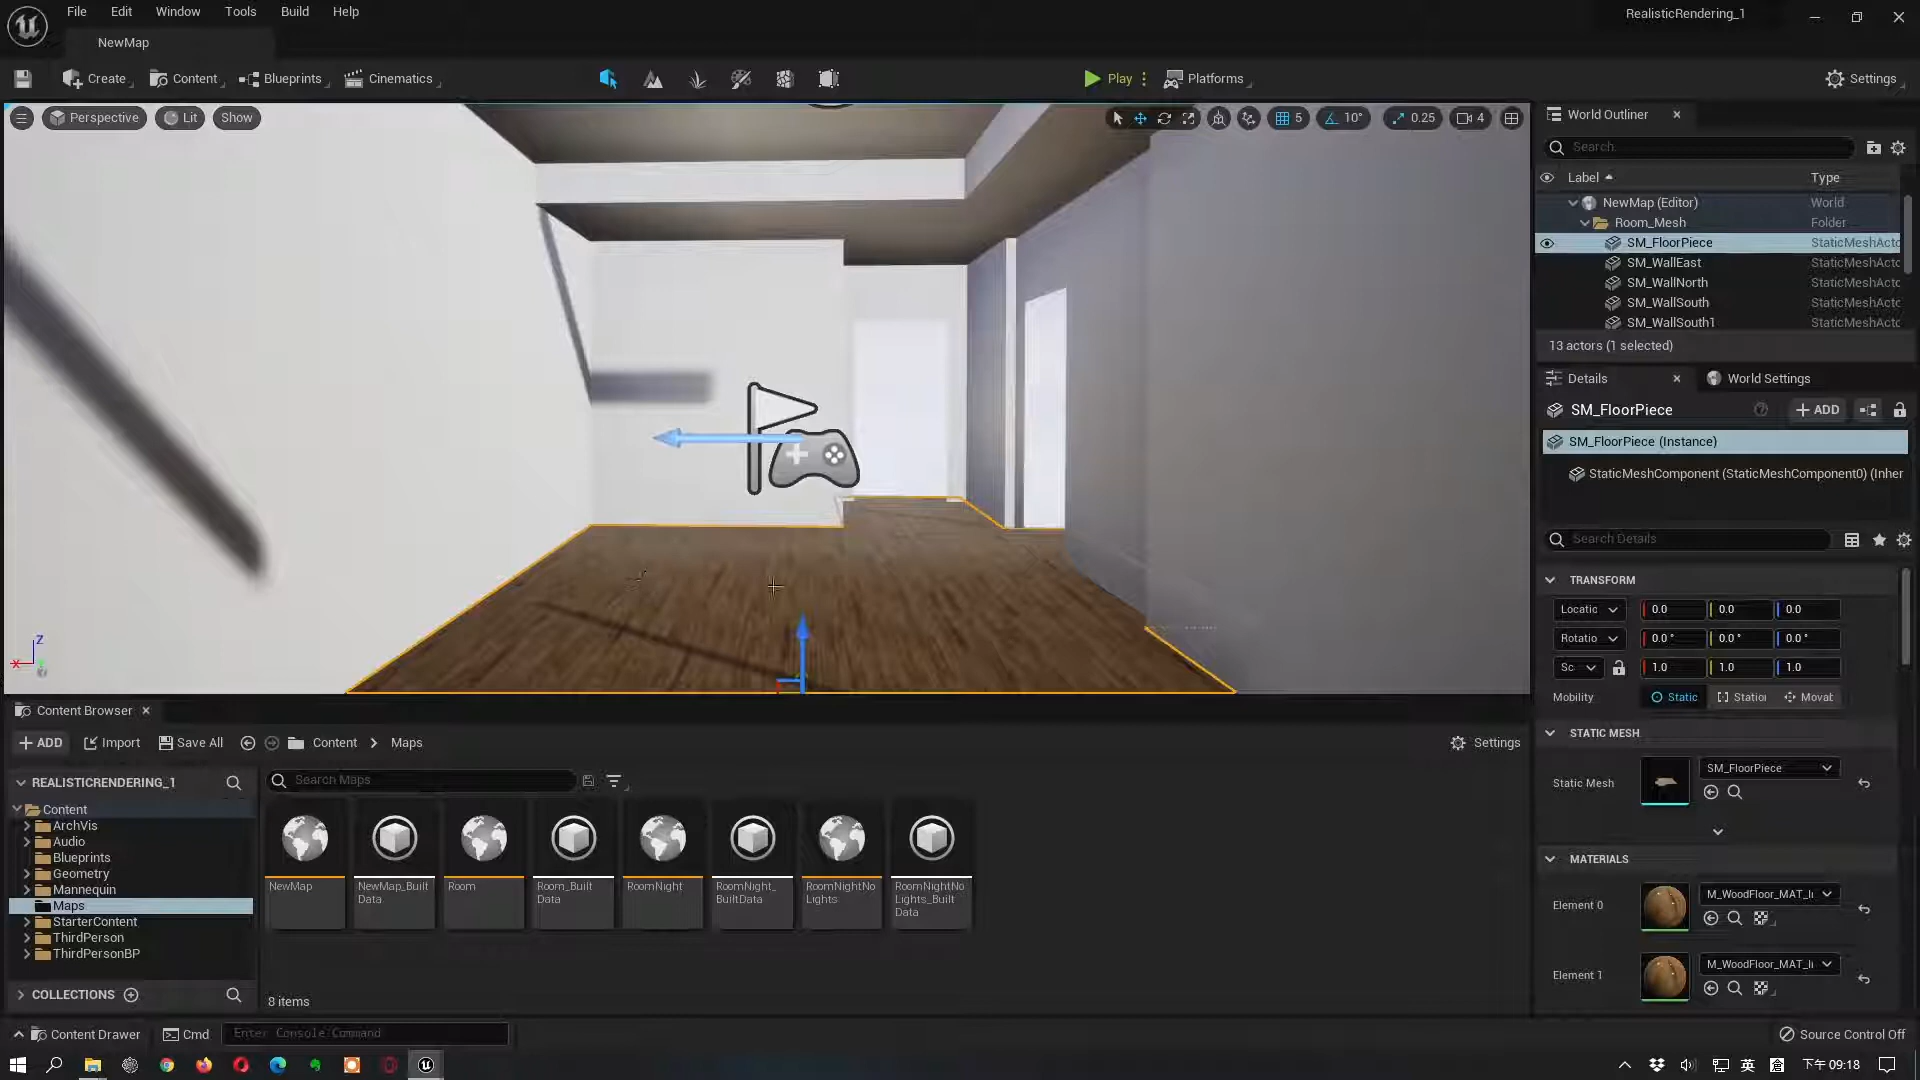 File Edit Window Tools Build Help
RealisticRendering_1
NewMap
Create Content Blueprints Cinematics Play Platforms Settings
Perspective Lit Show
5 10° 0.25 4
World Outliner
Search.
Label Type
NewMap (Editor) World
Room_Mesh Folder
SM_FloorPiece StaticMeshActo
SM_WallEast StaticMeshActo
SM_WallNorth StaticMeshActo
SM_WallSouth StaticMeshActo
SM_WallSouth1 StaticMeshActo
13 actors (1 selected)
Details World Settings
SM_FloorPiece + ADD
SM_FloorPiece (Instance)
StaticMeshComponent (StaticMeshComponent0) (Inher
Search Details
TRANSFORM
Locatic 0.0 0.0 0.0
Rotatio 0.0 ° 0.0 ° 0.0 °
Sc 1.0 1.0 1.0
Mobility Static Statio Movat
STATIC MESH
Static Mesh SM_FloorPiece
MATERIALS
Element 0 M_WoodFloor_MAT_I
Element 1 M_WoodFloor_MAT_I
Z
X
Content Browser
+ ADD Import Save All Content > Maps Settings
REALISTICRENDERING_1
Search Maps
Content
ArchVis
Audio
Blueprints
Geometry
Mannequin
Maps
StarterContent
ThirdPerson
ThirdPersonBP
COLLECTIONS
NewMap
NewMap_Built
Data
Room
Room_Built
Data
RoomNight
RoomNight_
BuiltData
RoomNightNo
Lights
RoomNightNo
Lights_Built
Data
8 items
Content Drawer Cmd Enter Console Command Source Control Off
英 下午 09:18